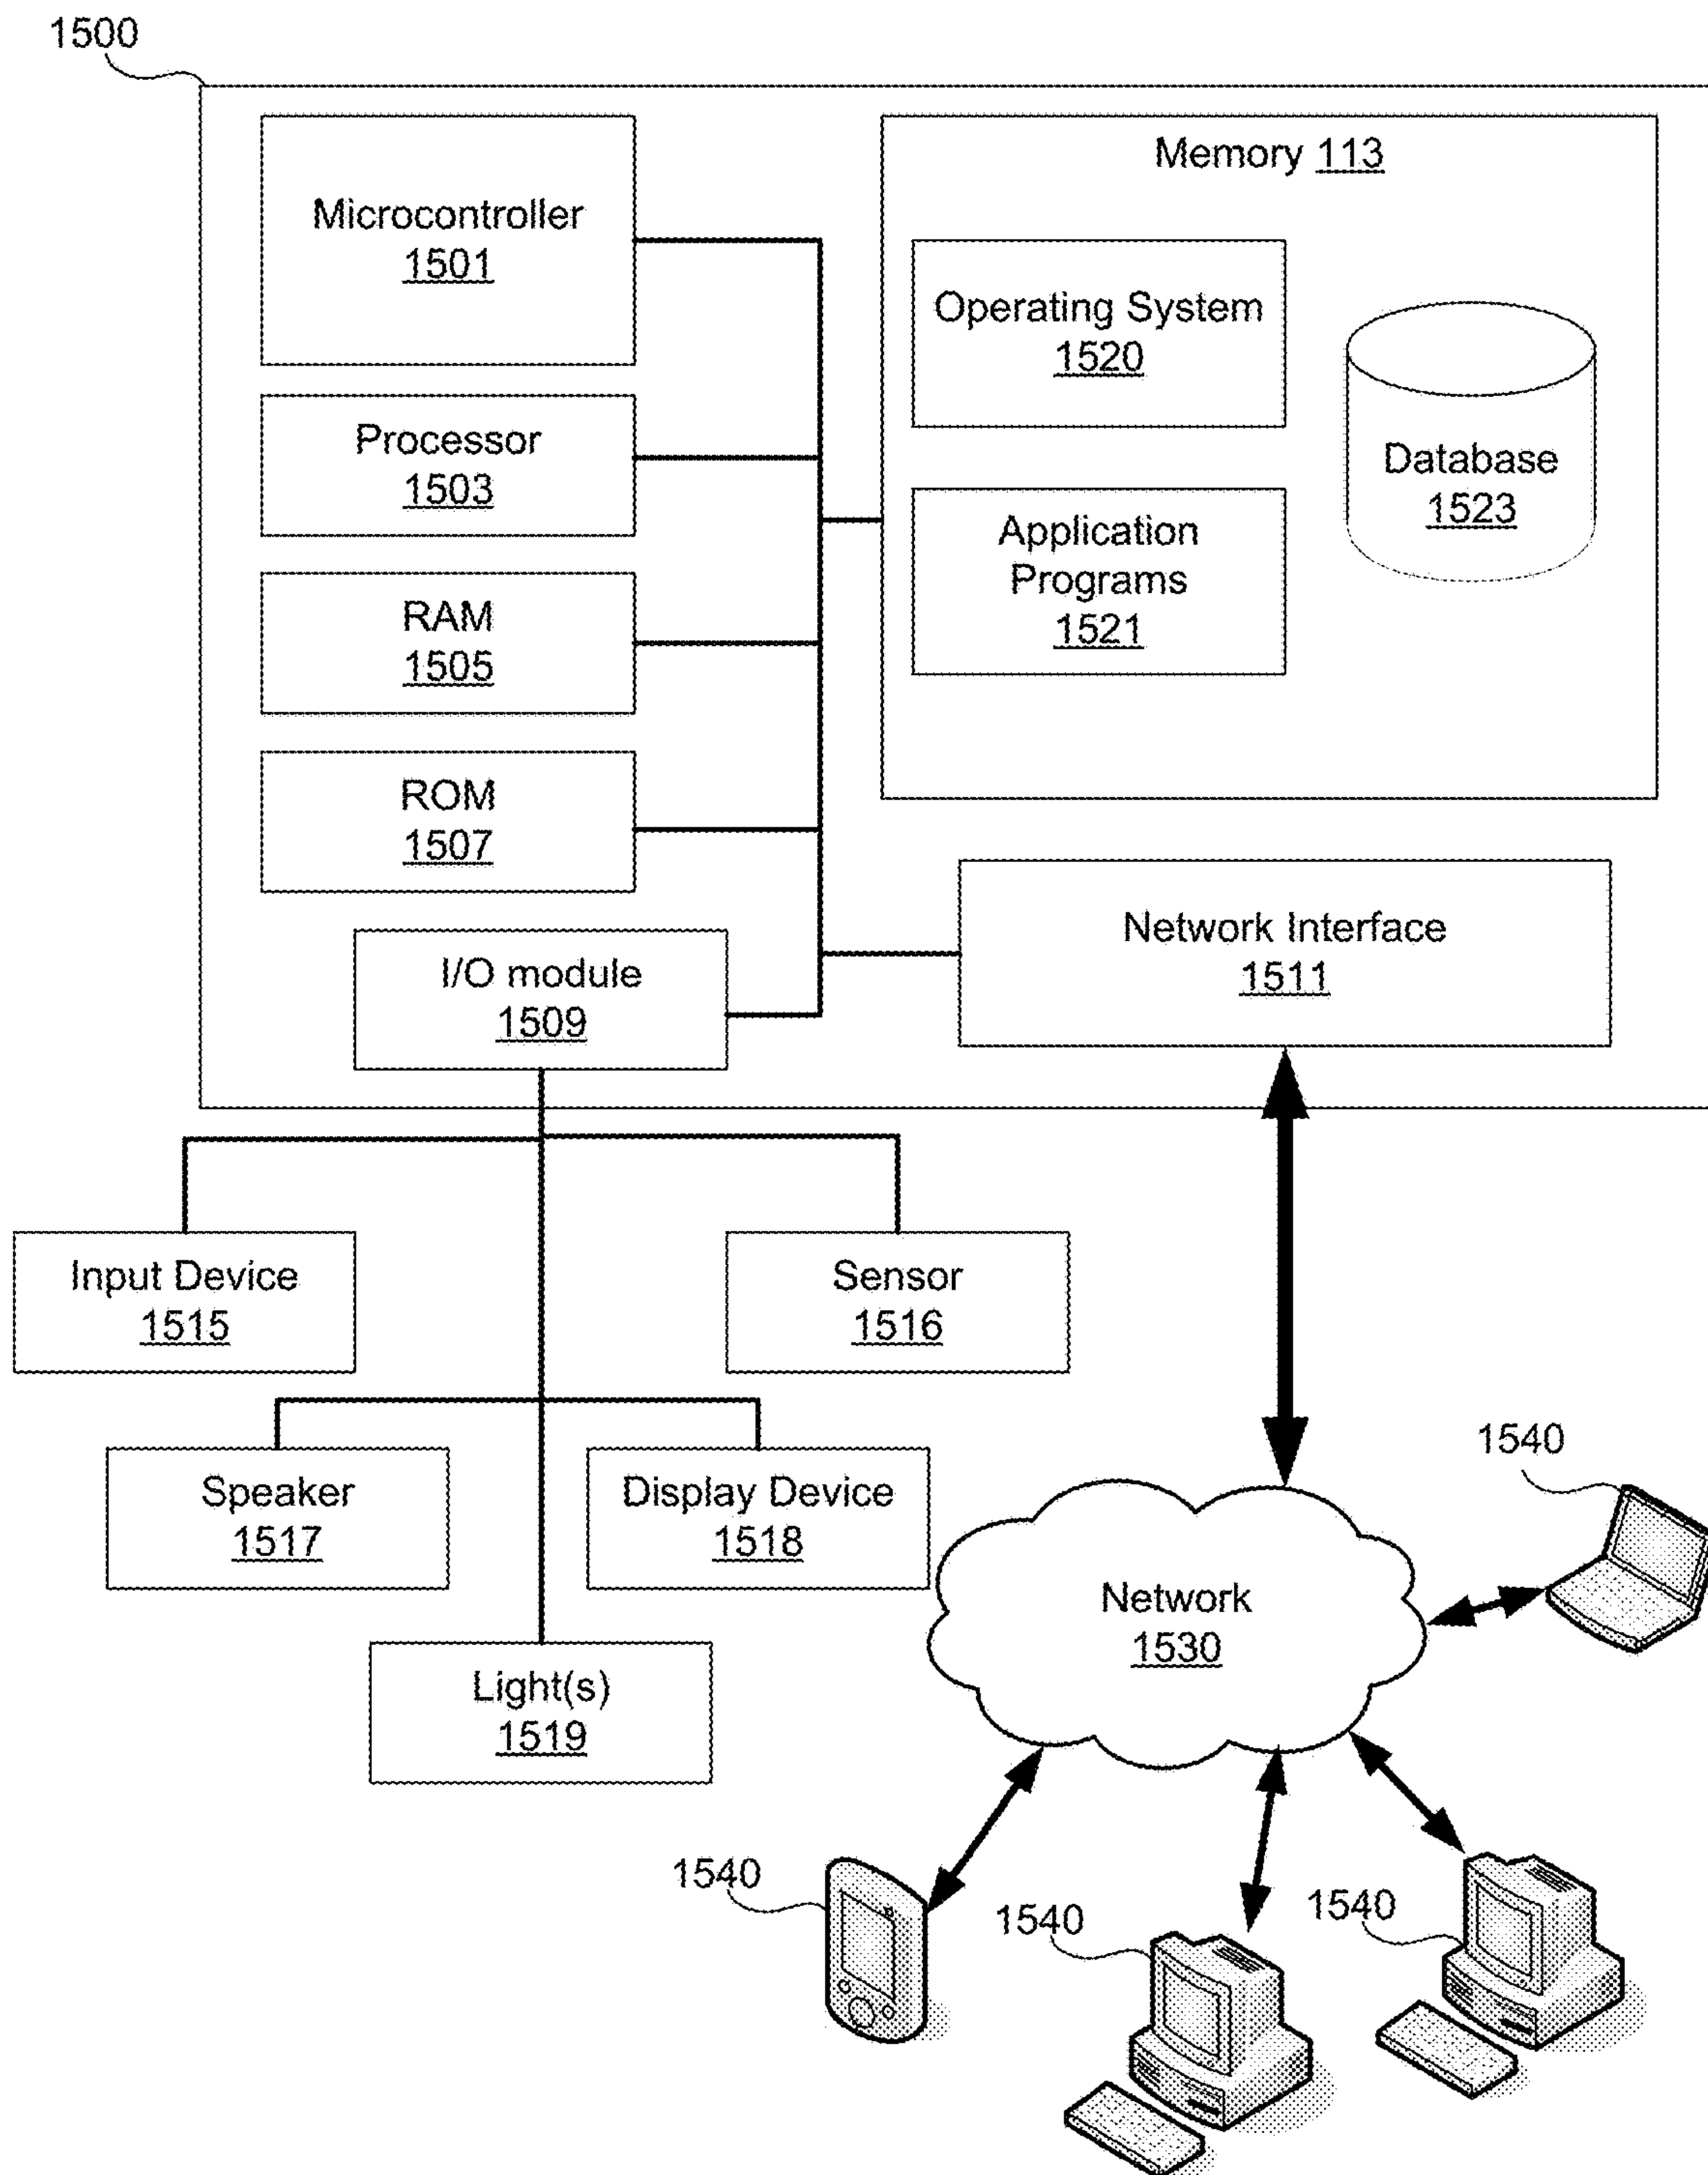 1500
Microcontroller
1501
Processor
1503
RAM
1505
ROM
1507
I/O module
1509
Memory 113
Operating System
1520
Application
Programs
1521
Database
1523
Network Interface
1511
Input Device
1515
Sensor
1516
Speaker
1517
Display Device
1518
Light(s)
1519
Network
1530
1540
1540
1540
1540